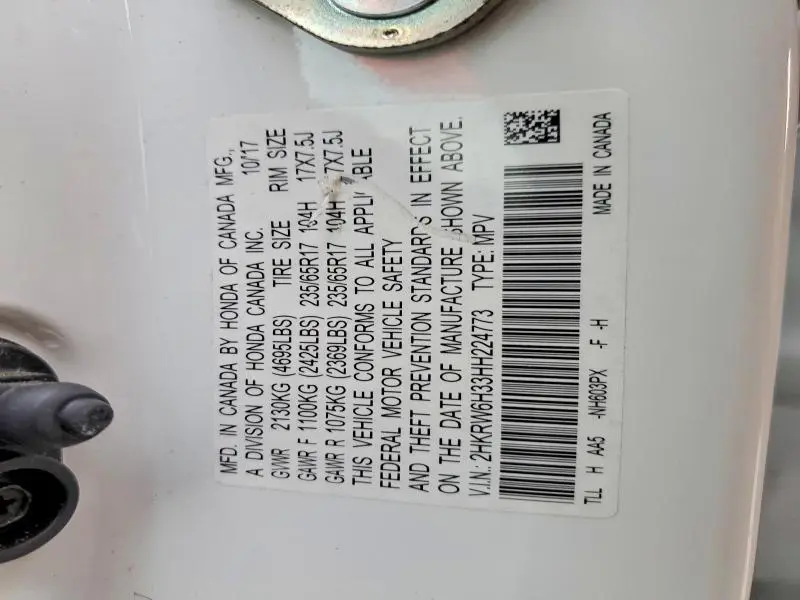 MFD. IN CANADA BY HONDA OF CANADA MFG.,
A DIVISION OF HONDA CANADA INC. 10/17
GVWR 2130KG (4695LBS) TIRE SIZE RIM SIZE
GAWR F 1100KG (2425LBS) 235/65R17 104H 17X7.5J
GAWR R 1075KG (2369LBS) 235/65R17 104H 17X7.5J
THIS VEHICLE CONFORMS TO ALL APPLICABLE
FEDERAL MOTOR VEHICLE SAFETY
AND THEFT PREVENTION STANDARDS IN EFFECT
ON THE DATE OF MANUFACTURE SHOWN ABOVE.
V.I.N.: 2HKRW6H33HH224773 TYPE: MPV
TLL H AA5 -NH603PX -F -H MADE IN CANADA